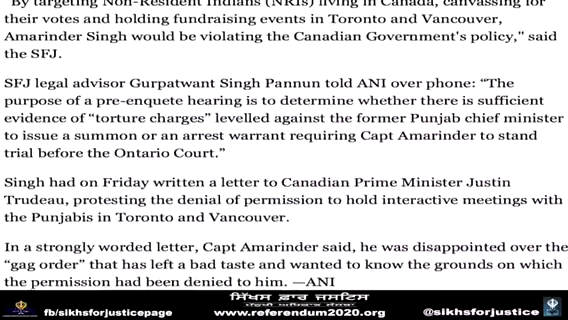 "By targeting Non-Resident Indians (NRIs) living in Canada, canvassing for
their votes and holding fundraising events in Toronto and Vancouver,
Amarinder Singh would be violating the Canadian Government's policy," said
the SFJ.
SFJ legal advisor Gurpatwant Singh Pannun told ANI over phone: “The
purpose of a pre-enquete hearing is to determine whether there is sufficient
evidence of “torture charges” levelled against the former Punjab chief minister
to issue a summon or an arrest warrant requiring Capt Amarinder to stand
trial before the Ontario Court.”
Singh had on Friday written a letter to Canadian Prime Minister Justin
Trudeau, protesting the denial of permission to hold interactive meetings with
the Punjabis in Toronto and Vancouver.
In a strongly worded letter, Capt Amarinder said, he was disappointed over the
“gag order” that has left a bad taste and wanted to know the grounds on which
the permission had been denied to him. —ANI
ਸਿੱਖਸ ਫ਼ਾਰ ਜਸਟਿਸ
fb/sikhsforjusticepage www.referendum2020.org @sikhsforjustice